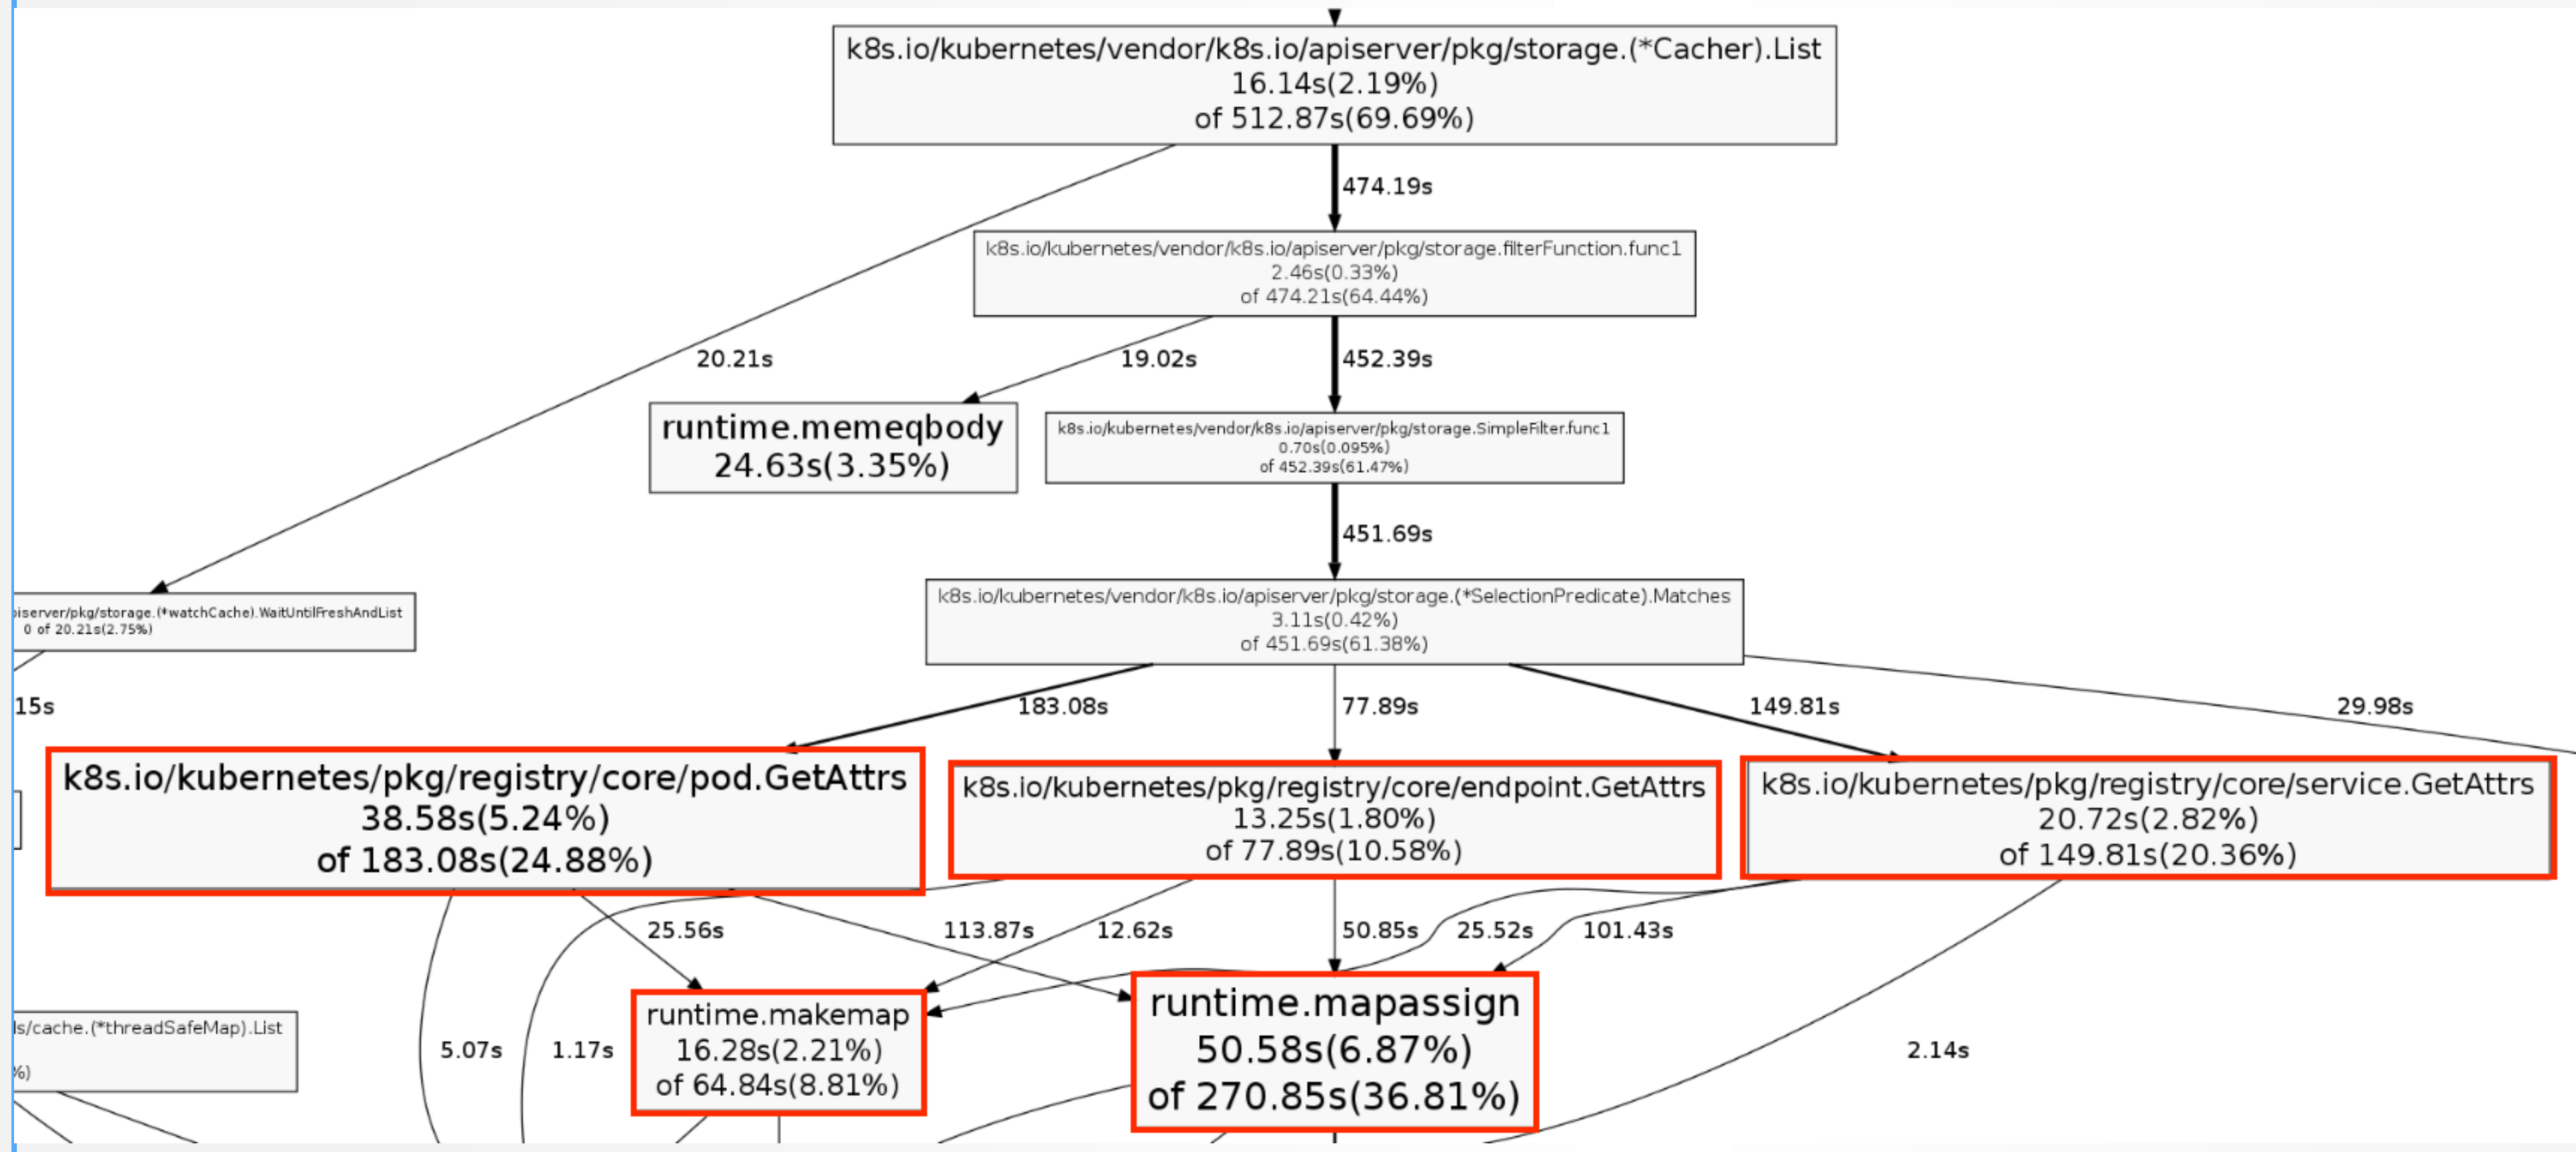 k8s.io/kubernetes/vendor/k8s.io/apiserver/pkg/storage.(*Cacher).List
16.14s(2.19%)
of 512.87s(69.69%)
474.19s
k8s.io/kubernetes/vendor/k8s.io/apiserver/pkg/storage.filterFunction.func1
2.46s(0.33%)
of 474.21s(64.44%)
20.21s
19.02s
452.39s
runtime.memeqbody
24.63s(3.35%)
k8s.io/kubernetes/vendor/k8s.io/apiserver/pkg/storage.SimpleFilter.func1
0.70s(0.095%)
of 452.39s(61.47%)
451.69s
piserver/pkg/storage.(*watchCache).WaitUntilFreshAndList
0 of 20.21s(2.75%)
k8s.io/kubernetes/vendor/k8s.io/apiserver/pkg/storage.(*SelectionPredicate).Matches
3.11s(0.42%)
of 451.69s(61.38%)
15s
183.08s
77.89s
149.81s
29.98s
k8s.io/kubernetes/pkg/registry/core/pod.GetAttrs
38.58s(5.24%)
of 183.08s(24.88%)
k8s.io/kubernetes/pkg/registry/core/endpoint.GetAttrs
13.25s(1.80%)
of 77.89s(10.58%)
k8s.io/kubernetes/pkg/registry/core/service.GetAttrs
20.72s(2.82%)
of 149.81s(20.36%)
25.56s
113.87s
12.62s
50.85s
25.52s
101.43s
ls/cache.(*threadSafeMap).List
%)
5.07s
1.17s
runtime.makemap
16.28s(2.21%)
of 64.84s(8.81%)
runtime.mapassign
50.58s(6.87%)
of 270.85s(36.81%)
2.14s